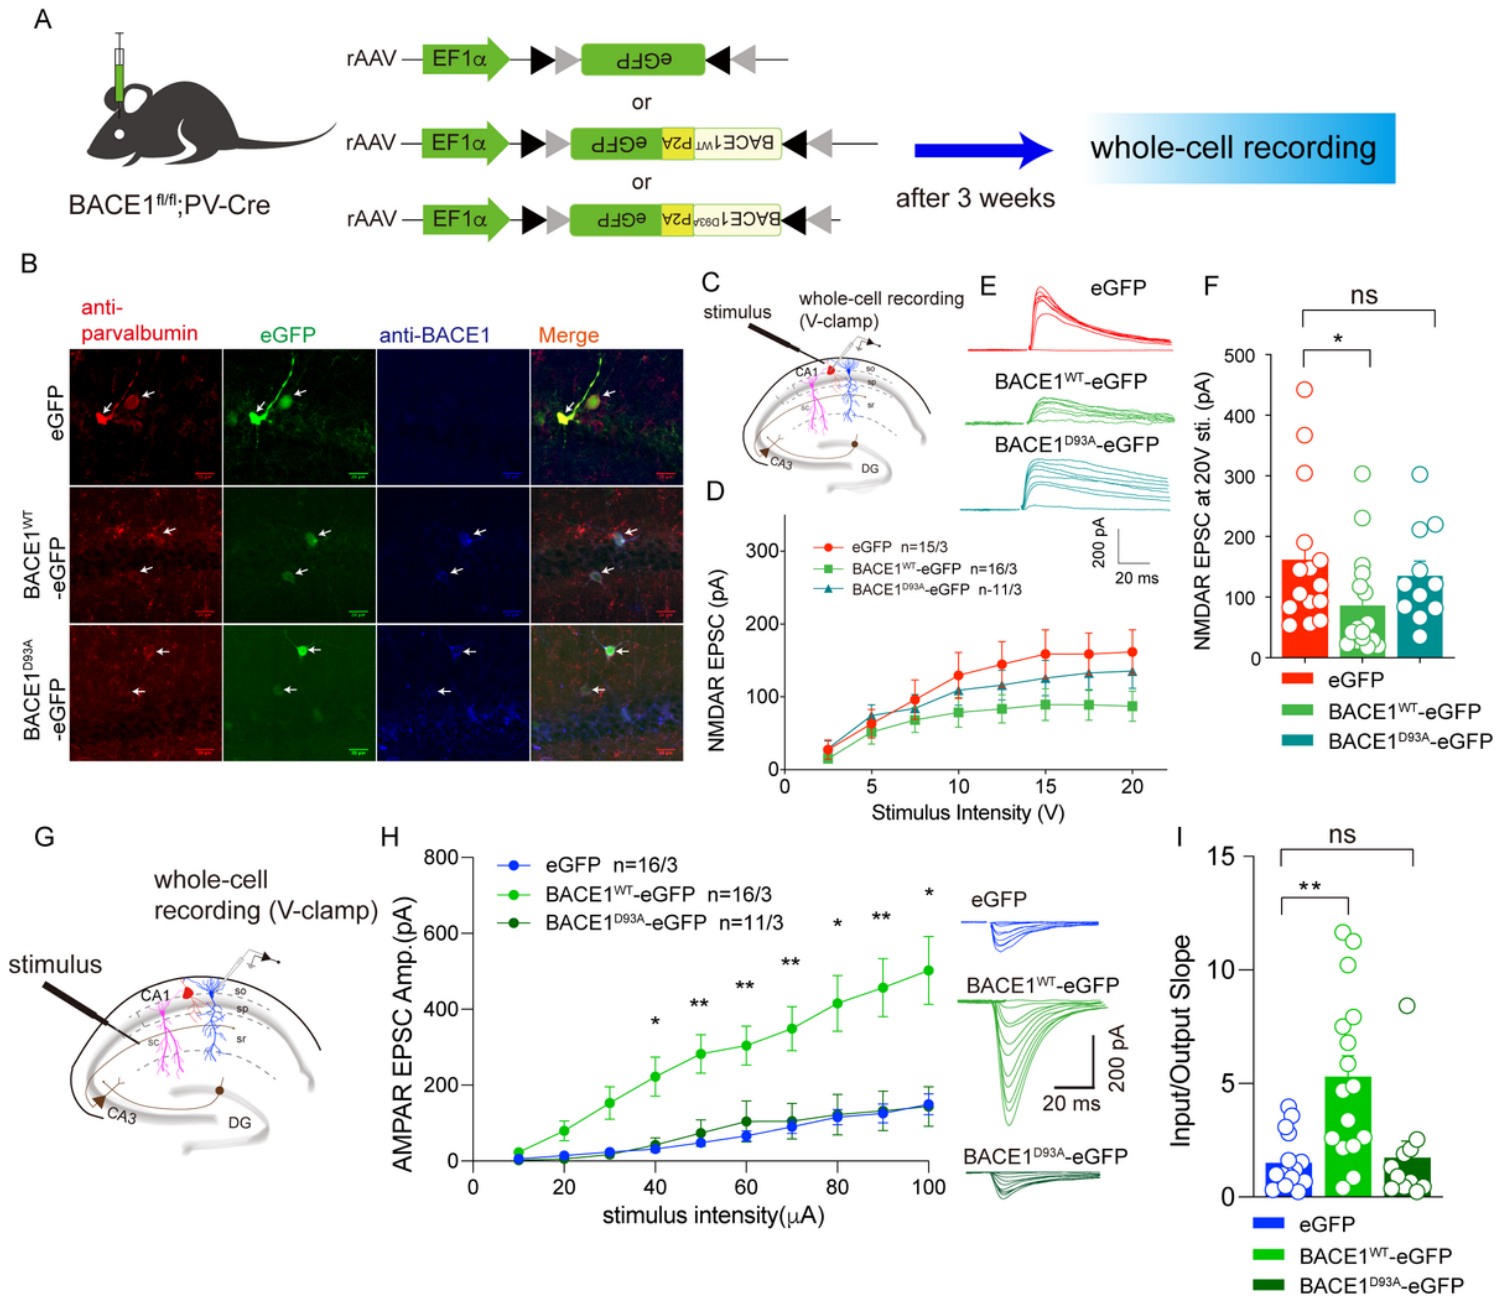 A
rAAV EF1α eGFP
or
rAAV EF1α eGFP P2A BACE1WT
or
rAAV EF1α eGFP P2A BACE1D93A
BACE1fl/fl;PV-Cre
after 3 weeks
whole-cell recording
B
anti-
parvalbumin eGFP anti-BACE1 Merge
eGFP
BACE1WT
-eGFP
BACE1D93A
-eGFP
C
stimulus
whole-cell recording
(V-clamp)
CA1
so
sp
sr
sc
CA3
DG
D
eGFP n=15/3
BACE1WT-eGFP n=16/3
BACE1D93A-eGFP n-11/3
NMDAR EPSC (pA)
300
200
100
0
0 5 10 15 20
Stimulus Intensity (V)
E
eGFP
BACE1WT-eGFP
BACE1D93A-eGFP
200 pA
20 ms
F
ns
*
NMDAR EPSC at 20V sti. (pA)
500
400
300
200
100
0
eGFP
BACE1WT-eGFP
BACE1D93A-eGFP
G
whole-cell
recording (V-clamp)
stimulus
CA1
so
sp
sr
sc
CA3
DG
H
eGFP n=16/3
BACE1WT-eGFP n=16/3
BACE1D93A-eGFP n=11/3
AMPAR EPSC Amp.(pA)
800
600
400
200
0
* ** ** ** * ** *
0 20 40 60 80 100
stimulus intensity(μA)
eGFP
BACE1WT-eGFP
200 pA
20 ms
BACE1D93A-eGFP
I
ns
**
Input/Output Slope
15
10
5
0
eGFP
BACE1WT-eGFP
BACE1D93A-eGFP